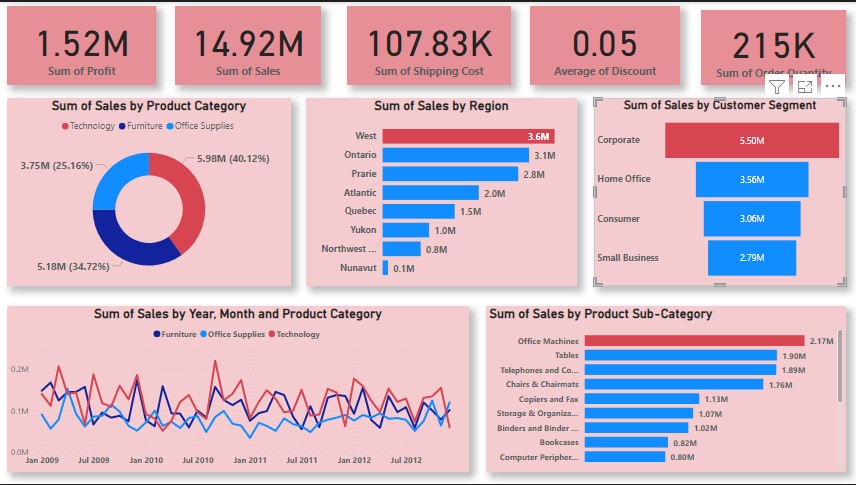 1.52M
Sum of Profit
14.92M
Sum of Sales
107.83K
Sum of Shipping Cost
0.05
Average of Discount
215K
Sum of Order Quantity
Sum of Sales by Product Category
Technology Furniture Office Supplies
3.75M (25.16%)
5.98M (40.12%)
5.18M (34.72%)
Sum of Sales by Region
West 3.6M
Ontario 3.1M
Prarie 2.8M
Atlantic 2.0M
Quebec 1.5M
Yukon 1.0M
Northwest ... 0.8M
Nunavut 0.1M
Sum of Sales by Customer Segment
Corporate 5.50M
Home Office 3.56M
Consumer 3.06M
Small Business 2.79M
Sum of Sales by Year, Month and Product Category
Furniture Office Supplies Technology
0.2M
0.1M
0.0M
Jan 2009 Jul 2009 Jan 2010 Jul 2010 Jan 2011 Jul 2011 Jan 2012 Jul 2012
Sum of Sales by Product Sub-Category
Office Machines 2.17M
Tables 1.90M
Telephones and Co... 1.89M
Chairs & Chairmats 1.76M
Copiers and Fax 1.13M
Storage & Organiza... 1.07M
Binders and Binder ... 1.02M
Bookcases 0.82M
Computer Peripher... 0.80M